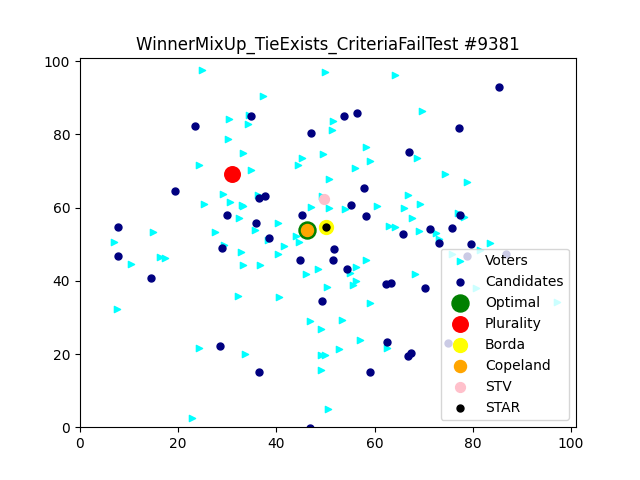 WinnerMixUp_TieExists_CriteriaFailTest #9381
100
80
60
40
20
0
0
20
40
60
80
100
Voters
Candidates
Optimal
Plurality
Borda
Copeland
STV
STAR